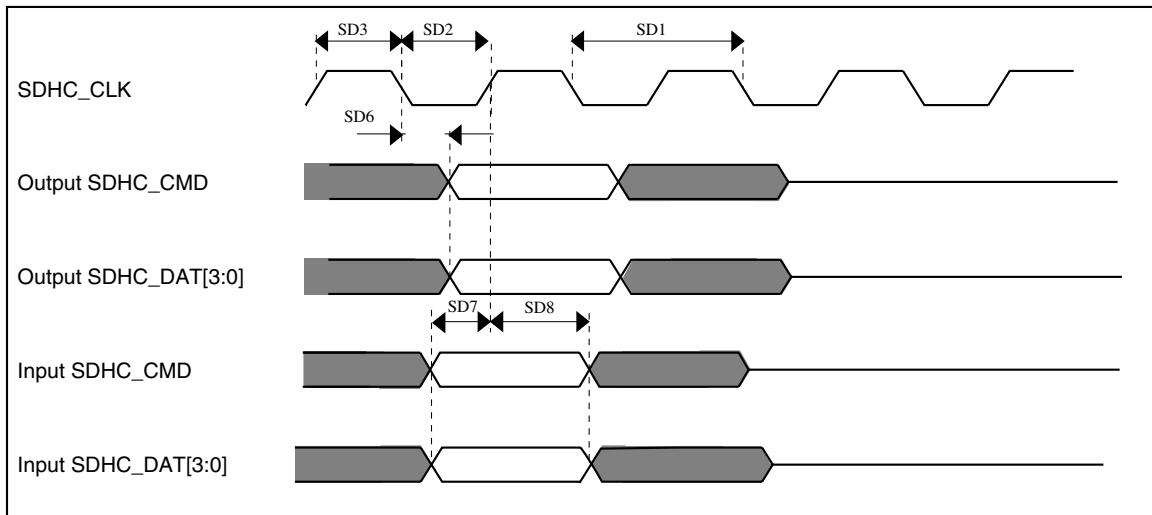 SD3 SD2 SD1
SDHC_CLK
SD6
Output SDHC_CMD
Output SDHC_DAT[3:0]
SD7 SD8
Input SDHC_CMD
Input SDHC_DAT[3:0]